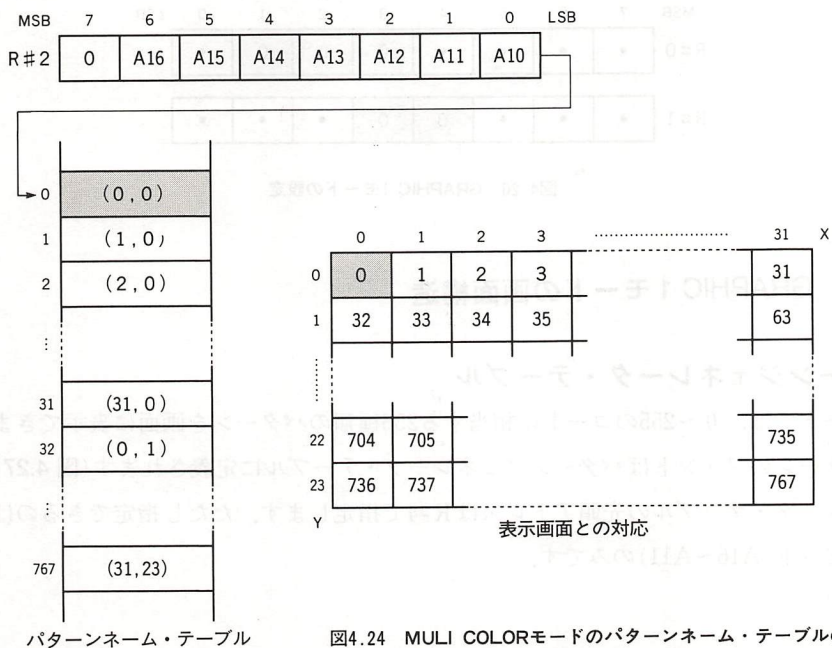 MSB 7 6 5 4 3 2 1 0 LSB
R#2 0 A16 A15 A14 A13 A12 A11 A10
0 (0,0)
1 (1,0)
2 (2,0)
⋮
31 (31,0)
32 (0,1)
⋮
767 (31,23)
パターンネーム・テーブル
0 1 2 3 31 X
0 0 1 2 3 31
1 32 33 34 35 63
22 704 705 735
23 736 737 767
Y
表示画面との対応
図4.24 MULI COLORモードのパターンネーム・テーブル